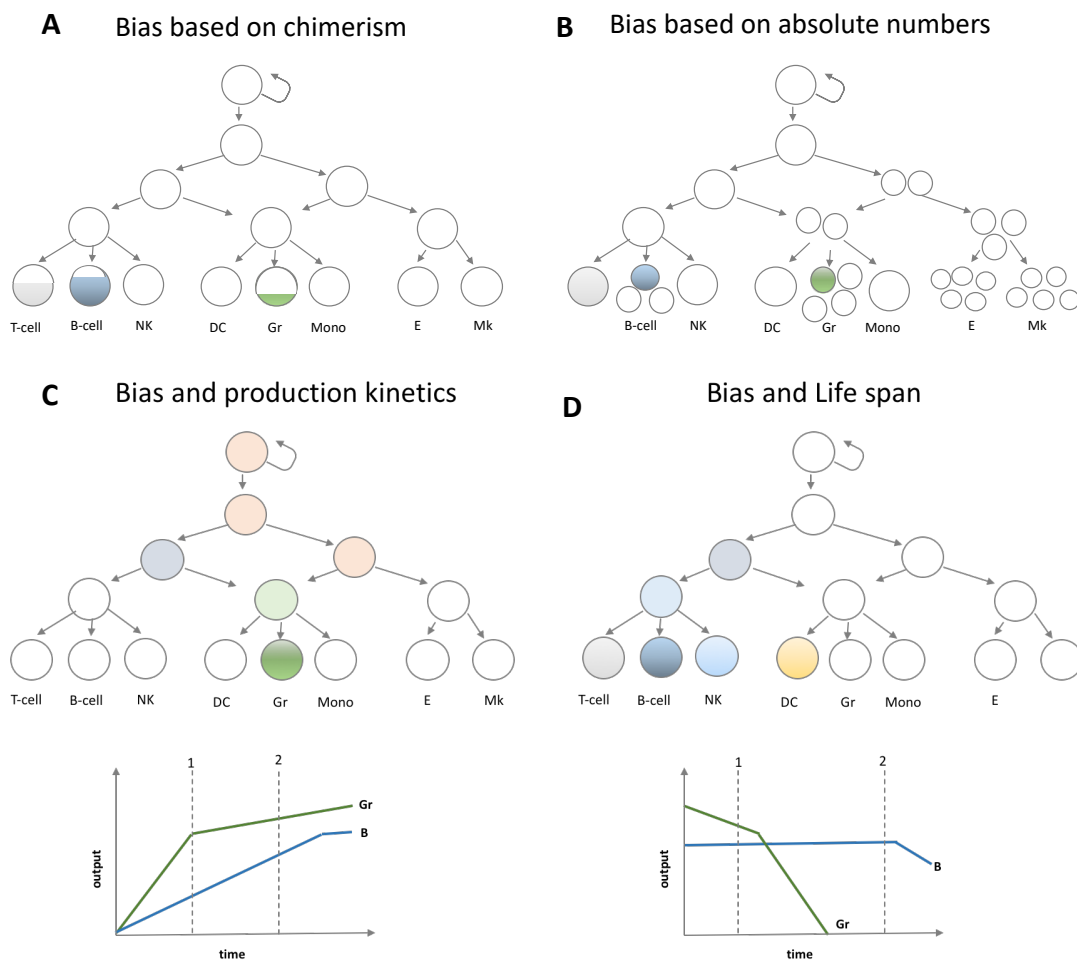 A Bias based on chimerism
T-cell B-cell NK DC Gr Mono E Mk
B Bias based on absolute numbers
B-cell NK DC Gr Mono E Mk
C Bias and production kinetics
T-cell B-cell NK DC Gr Mono E Mk
1 2
Gr
B
output
time
D Bias and Life span
T-cell B-cell NK DC Gr Mono E
1 2
B
Gr
output
time